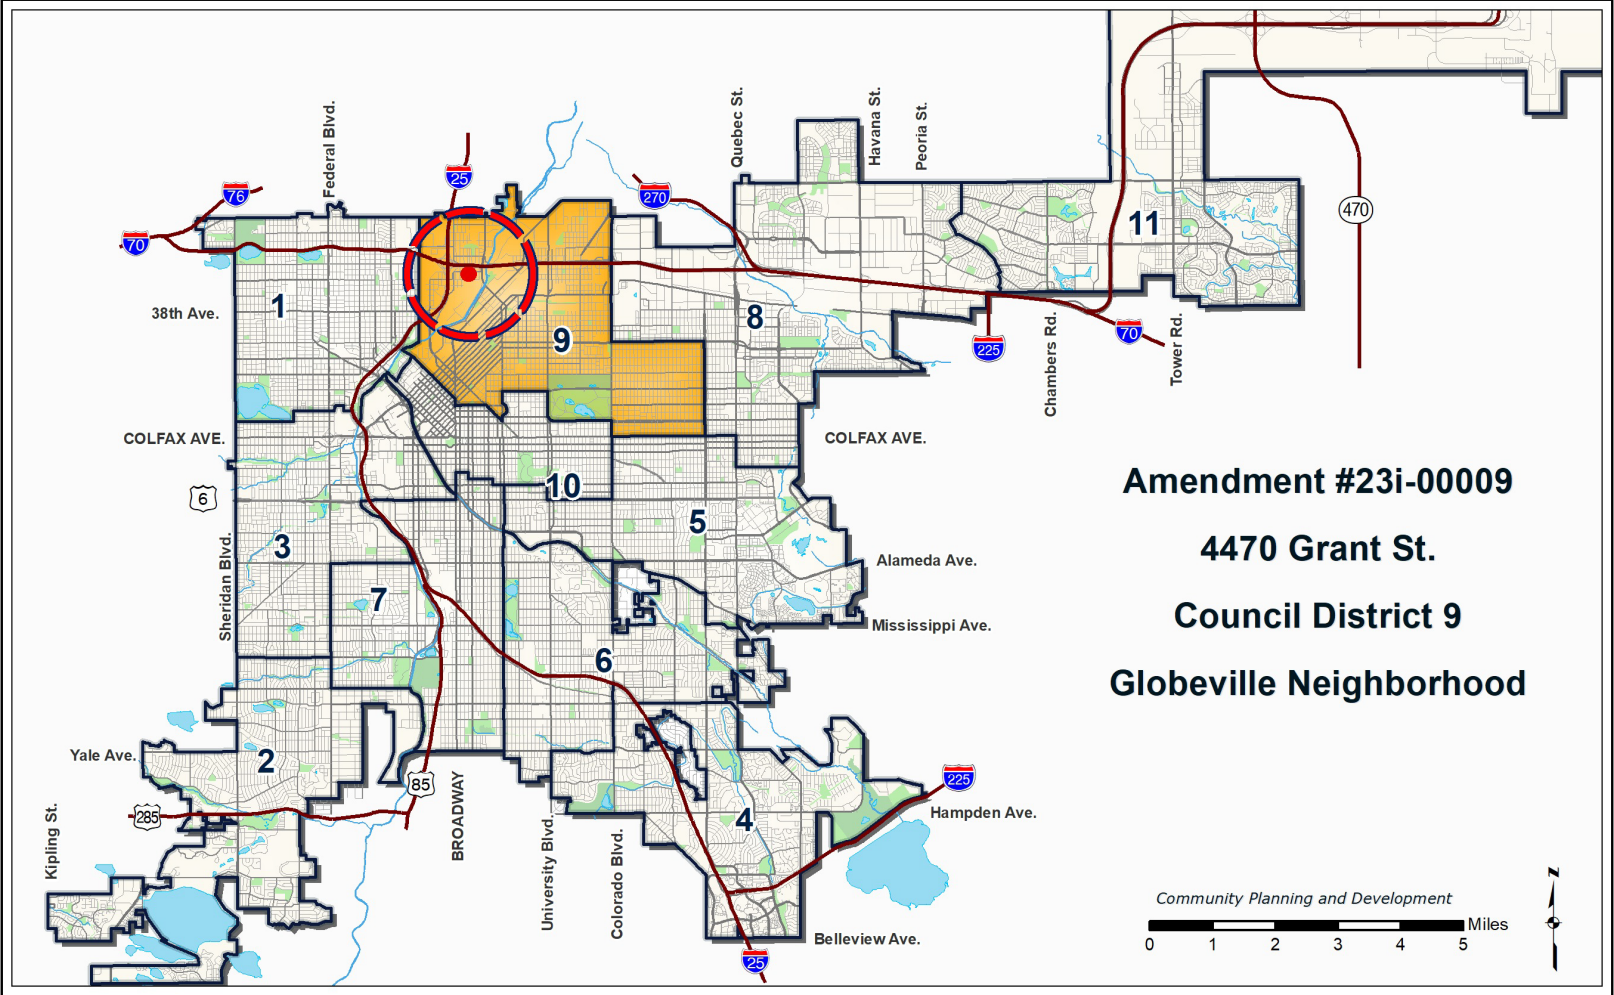 Federal Blvd.
Quebec St.
Havana St.
Peoria St.
25
76
270
70
470
11
1
38th Ave.
8
9
225
70
Chambers Rd.
Tower Rd.
COLFAX AVE.
COLFAX AVE.
6
10
5
3
Sheridan Blvd.
Alameda Ave.
7
Mississippi Ave.
6
Amendment #23i-00009
4470 Grant St.
Council District 9
Globeville Neighborhood
Yale Ave.
2
85
225
285
Kipling St.
BROADWAY
University Blvd.
Colorado Blvd.
4
Hampden Ave.
Belleview Ave.
25
Community Planning and Development
Miles
0 1 2 3 4 5
N